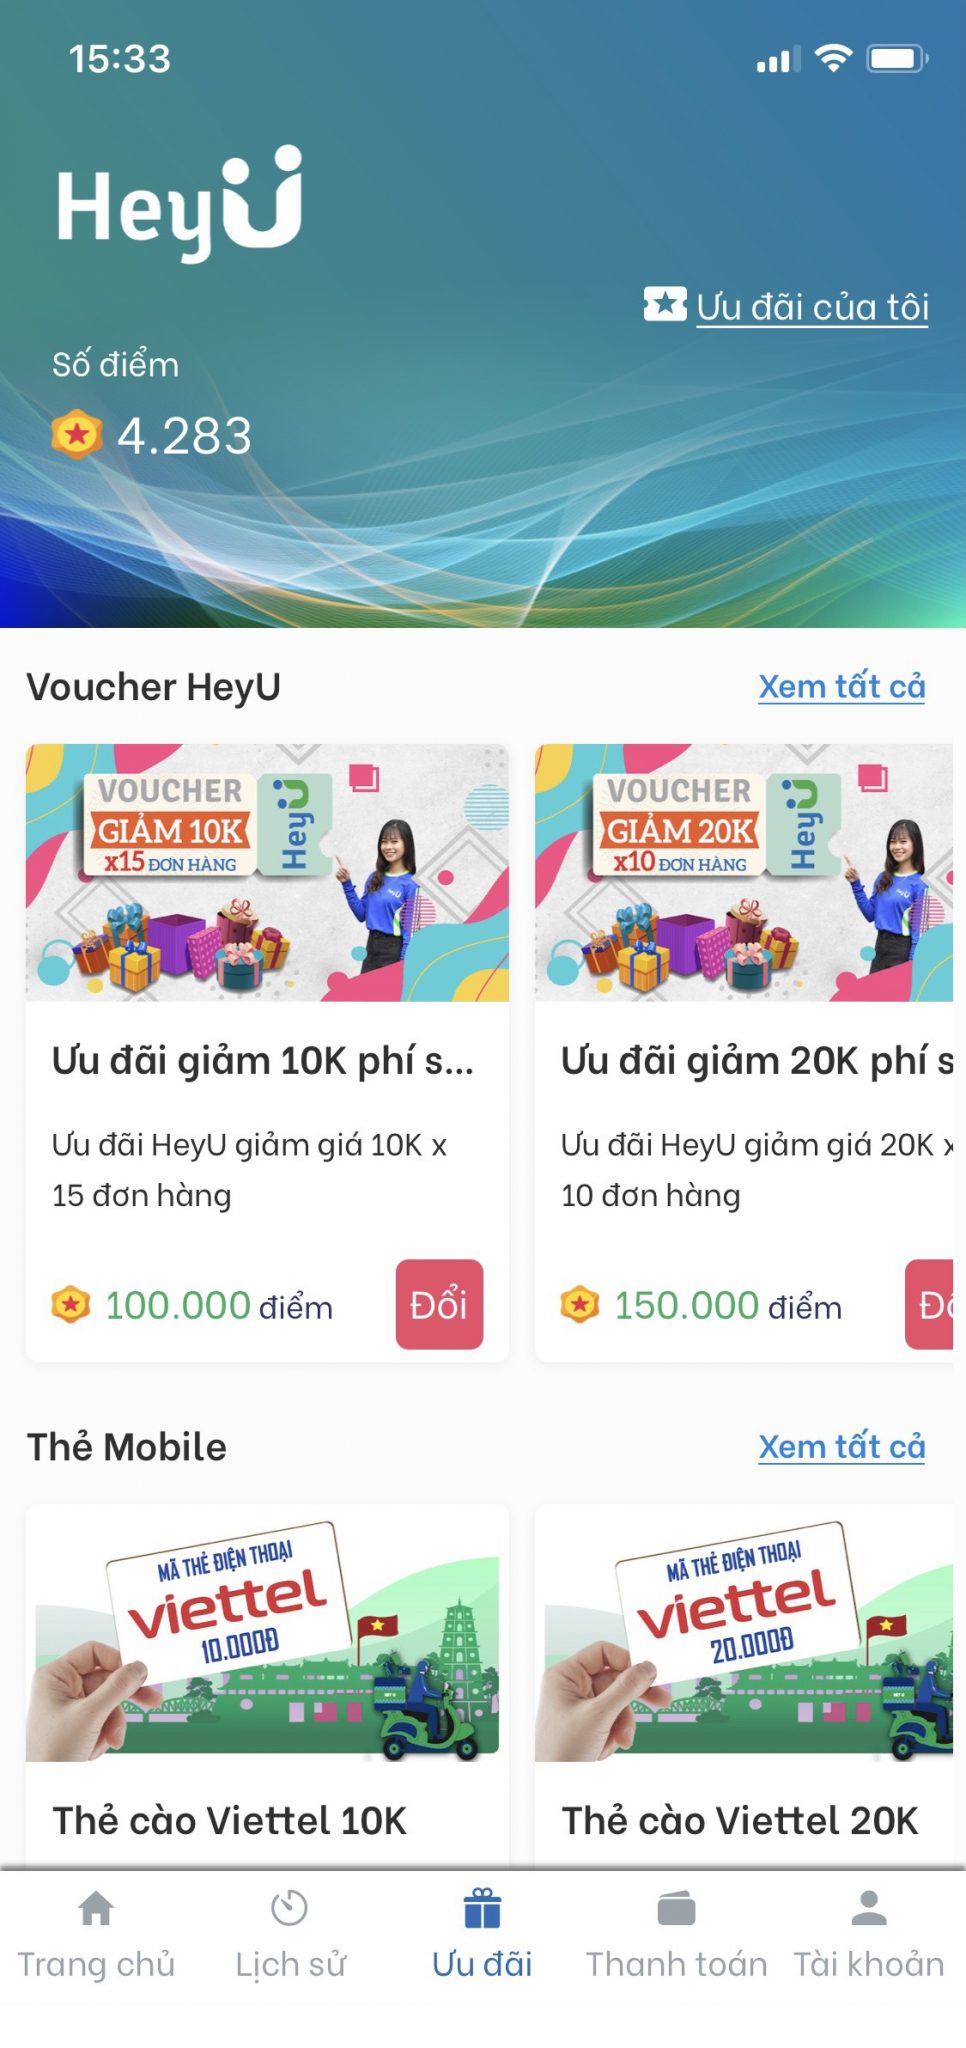 15:33
HeyU
Ưu đãi của tôi
Số điểm
4.283
Voucher HeyU
Xem tất cả
VOUCHER
GIẢM 10K
x15 ĐƠN HÀNG
HeyU
VOUCHER
GIẢM 20K
x10 ĐƠN HÀNG
HeyU
Ưu đãi giảm 10K phí s...
Ưu đãi giảm 20K phí s
Ưu đãi HeyU giảm giá 10K x
15 đơn hàng
Ưu đãi HeyU giảm giá 20K x
10 đơn hàng
100.000 điểm
Đổi
150.000 điểm
Thẻ Mobile
Xem tất cả
MÃ THẺ ĐIỆN THOẠI
viettel
10.000Đ
MÃ THẺ ĐIỆN THOẠI
viettel
20.000Đ
Thẻ cào Viettel 10K
Thẻ cào Viettel 20K
Trang chủ
Lịch sử
Ưu đãi
Thanh toán
Tài khoản